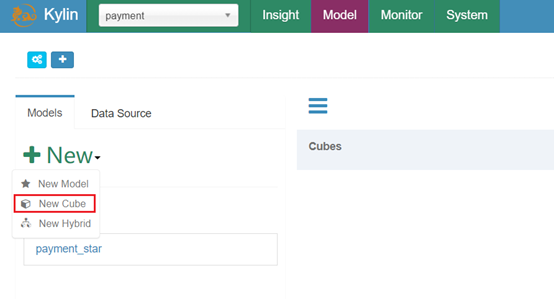 Kylin payment Insight Model Monitor System
Models Data Source
New
New Model
New Cube
New Hybrid
payment_star
Cubes